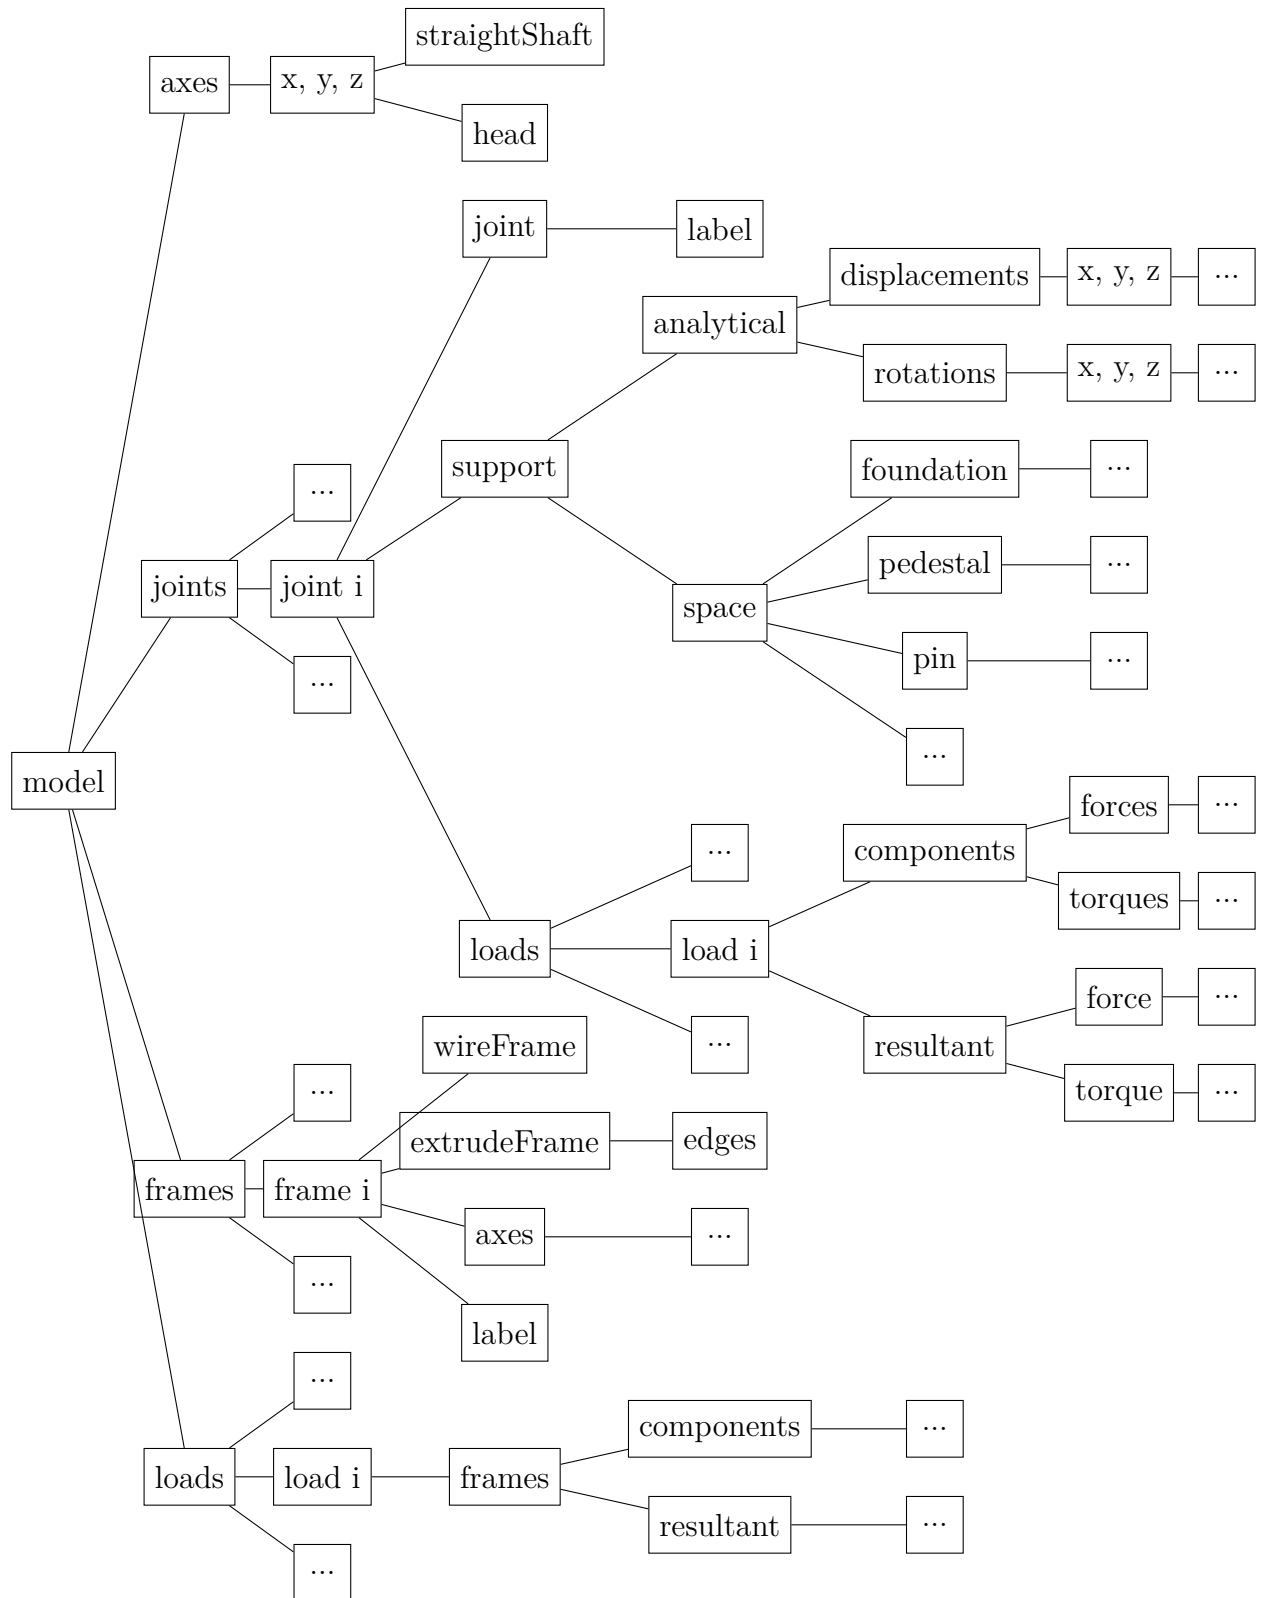 straightShaft
axes
x, y, z
head
joint
label
displacements
x, y, z
...
analytical
rotations
x, y, z
...
support
foundation
...
...
joints
joint i
pedestal
...
space
pin
...
...
...
model
forces
...
...
components
torques
...
loads
load i
force
...
wireFrame
...
resultant
torque
...
...
extrudeFrame
edges
frames
frame i
axes
...
...
label
...
components
...
loads
load i
frames
resultant
...
...